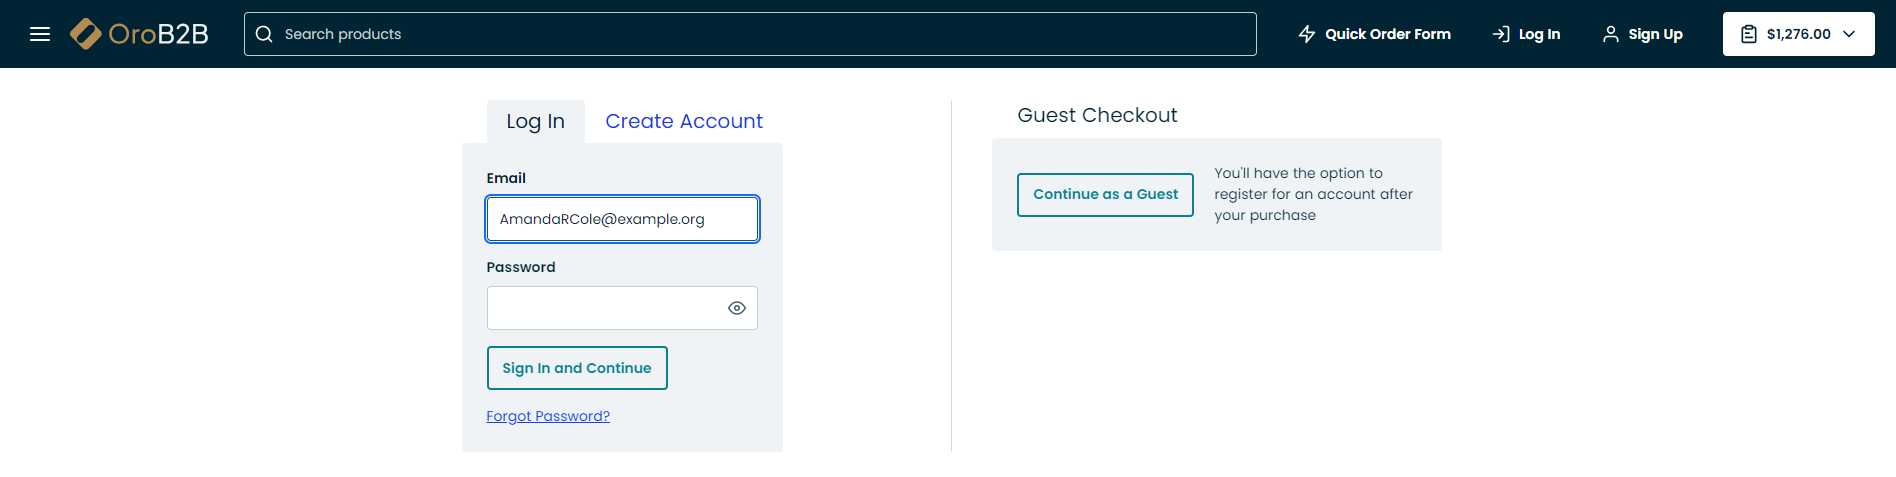 OroB2B
Search products
Quick Order Form
Log In
Sign Up
$1,276.00
Log In
Create Account
Email
AmandaRCole@example.org
Password
Sign In and Continue
Forgot Password?
Guest Checkout
Continue as a Guest
You'll have the option to
register for an account after
your purchase